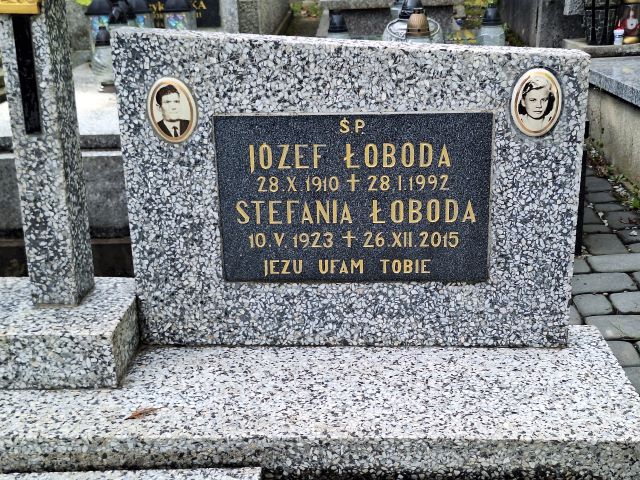 Ś.P.
JÓZEF ŁOBODA
28.X.1910 + 28.I.1992
STEFANIA ŁOBODA
10.V.1923 + 26.XII.2015
JEZU UFAM TOBIE